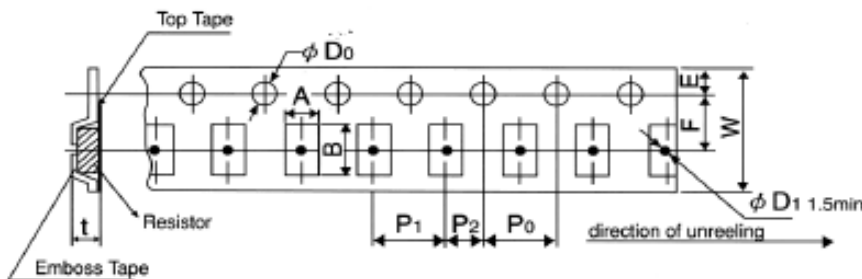 Top Tape
φ D0
A
E
F
W
B
φ D1 1.5min
P1 P2 P0
direction of unreeling
Resistor
t
Emboss Tape